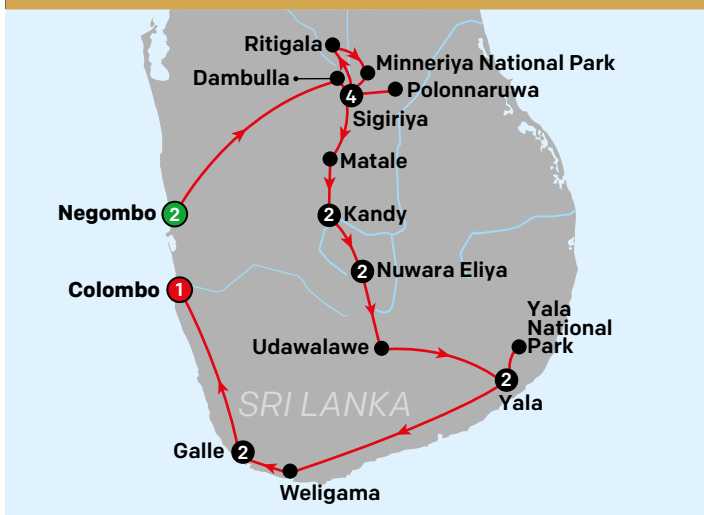 Ritigala
Minneriya National Park
Dambulla
Polonnaruwa
4
Sigiriya
Matale
Negombo 2
2 Kandy
2 Nuwara Eliya
Colombo 1
Yala
National
Park
Udawalawe
2
Yala
SRI LANKA
Galle 2
Weligama